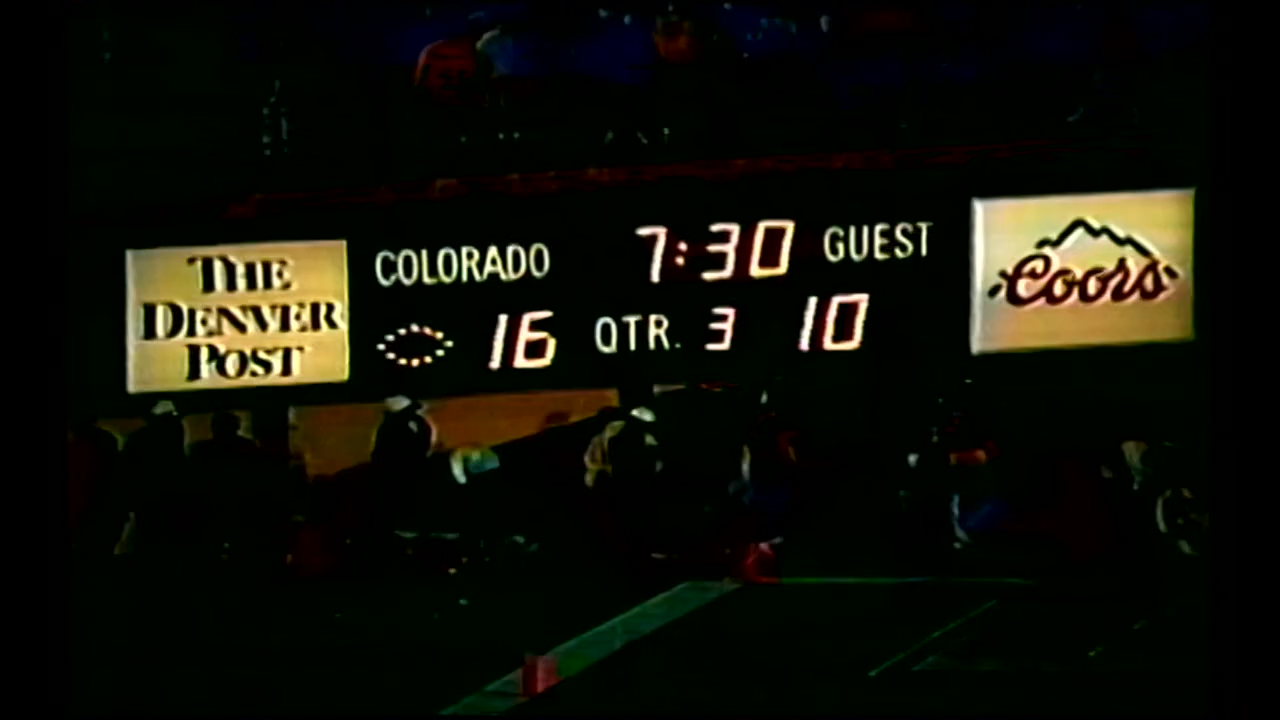 THE
DENVER
POST
COLORADO 7:30 GUEST
16 QTR. 3 10
Coors